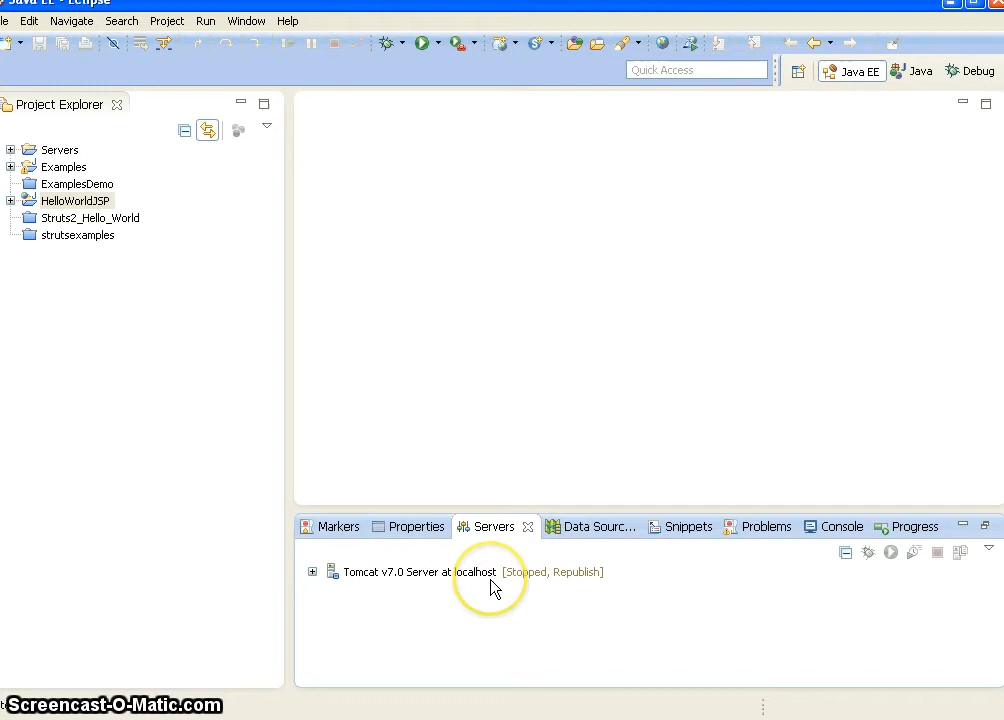 Java EE - Eclipse
Edit Navigate Search Project Run Window Help
Quick Access
Java EE
Java
Debug
Project Explorer
Servers
Examples
ExamplesDemo
HelloWorldJSP
Struts2_Hello_World
strutsexamples
Markers
Properties
Servers
Data Sourc...
Snippets
Problems
Console
Progress
Tomcat v7.0 Server at localhost [Stopped, Republish]
Screencast-O-Matic.com